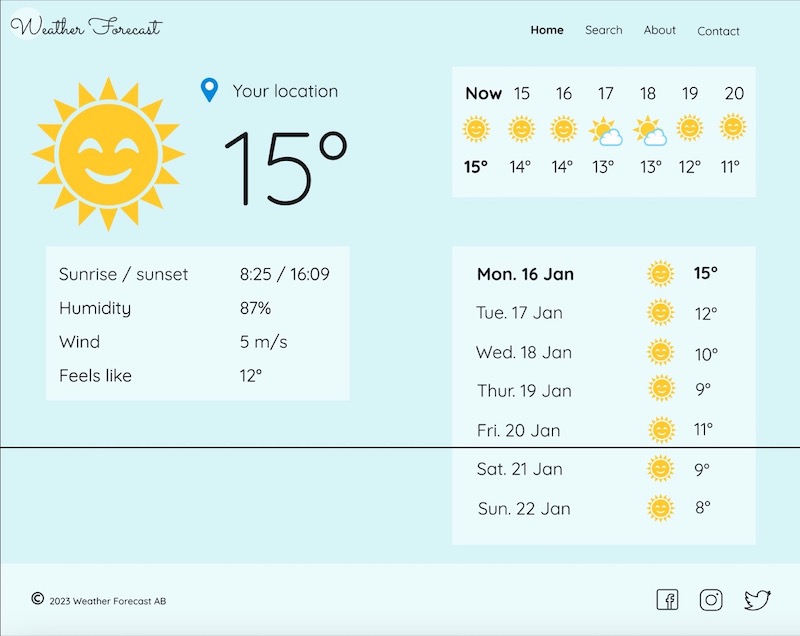 Weather Forecast
Home Search About Contact
Your location
15°
Sunrise / sunset 8:25 / 16:09
Humidity 87%
Wind 5 m/s
Feels like 12°
Now 15 16 17 18 19 20
15° 14° 14° 13° 13° 12° 11°
Mon. 16 Jan 15°
Tue. 17 Jan 12°
Wed. 18 Jan 10°
Thur. 19 Jan 9°
Fri. 20 Jan 11°
Sat. 21 Jan 9°
Sun. 22 Jan 8°
© 2023 Weather Forecast AB